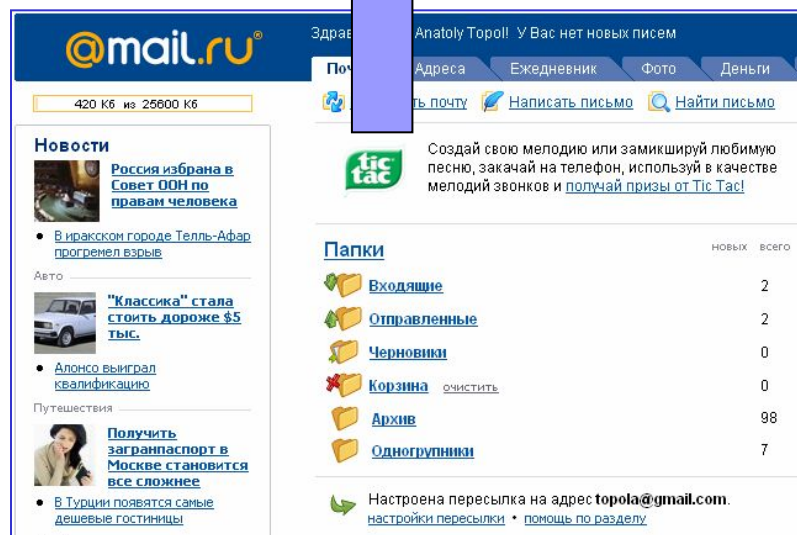 @mail.ru®
Anatoly Topol! У Вас нет новых писем
Адреса Ежедневник Фото Деньги
420 Кб из 25600 Кб
почту Написать письмо Найти письмо
Новости
Россия избрана в
Совет ООН по
правам человека
В иракском городе Телль-Афар
прогремел взрыв
Авто
"Классика" стала
стоить дороже $5
тыс.
Алонсо выиграл
квалификацию
Путешествия
Получить
загранпаспорт в
Москве становится
все сложнее
В Турции появятся самые
дешевые гостиницы
tic
tac
Создай свою мелодию или замикшируй любимую
песню, закачай на телефон, используй в качестве
мелодий звонков и получай призы от Tic Tac!
Папки новых всего
Входящие 2
Отправленные 2
Черновики 0
Корзина очистить 0
Архив 98
Одногрупники 7
Настроена пересылка на адрес topola@gmail.com.
настройки пересылки • помощь по разделу